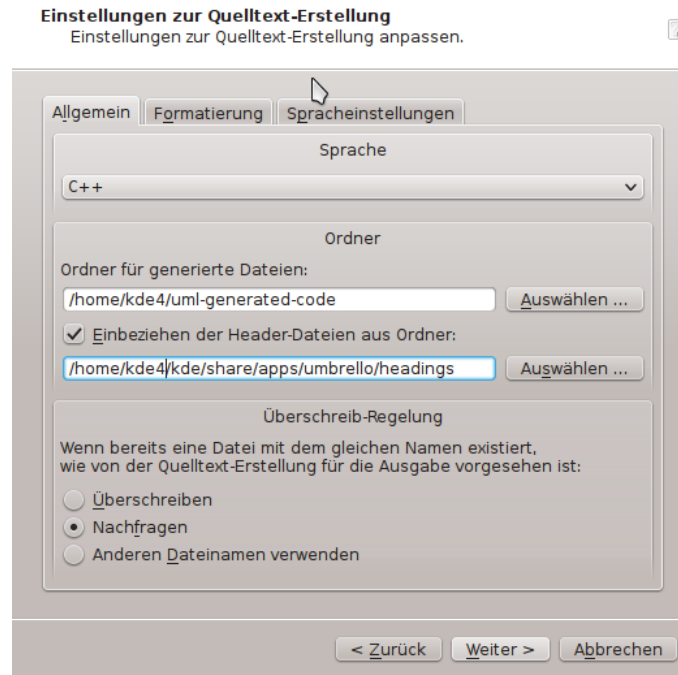 Einstellungen zur Quelltext-Erstellung
Einstellungen zur Quelltext-Erstellung anpassen.
Allgemein Formatierung Spracheinstellungen
Sprache
C++
Ordner
Ordner für generierte Dateien:
/home/kde4/uml-generated-code Auswählen ...
Einbeziehen der Header-Dateien aus Ordner:
/home/kde4/kde/share/apps/umbrello/headings Auswählen ...
Überschreib-Regelung
Wenn bereits eine Datei mit dem gleichen Namen existiert,
wie von der Quelltext-Erstellung für die Ausgabe vorgesehen ist:
Überschreiben
Nachfragen
Anderen Dateinamen verwenden
< Zurück Weiter > Abbrechen